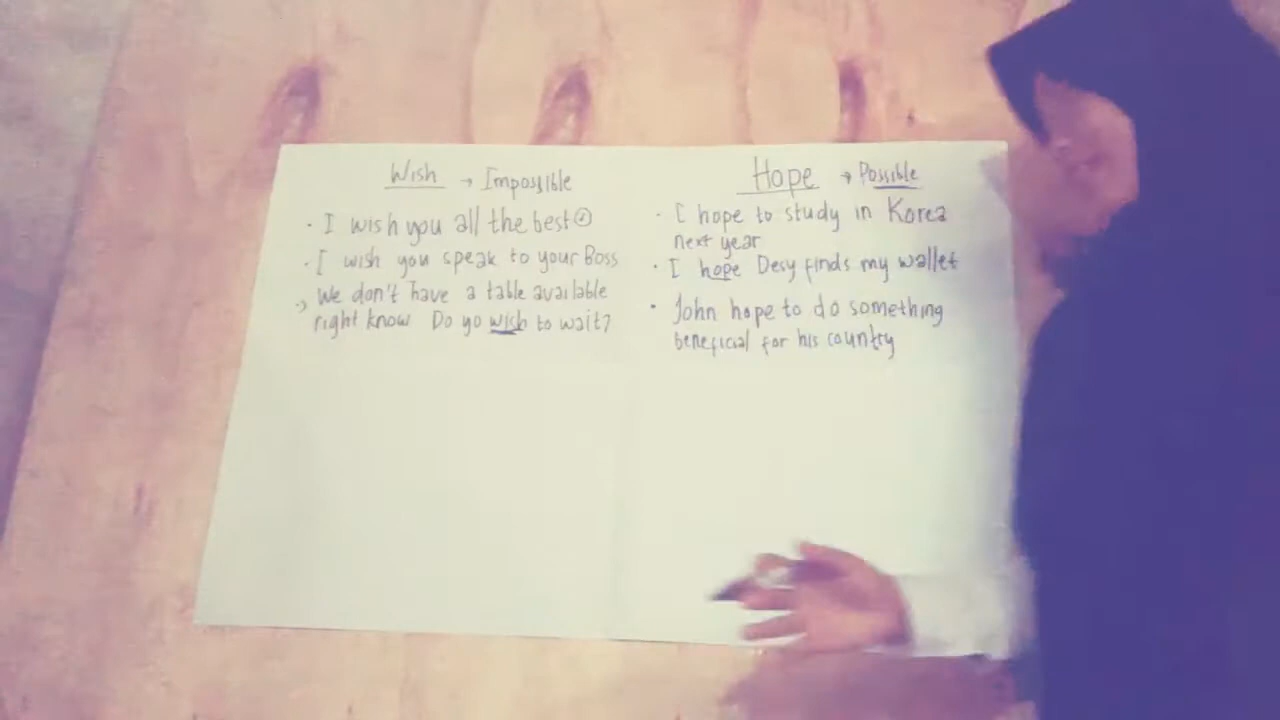 Wish → Impossible
· I wish you all the best
· I wish you speak to your Boss
We don't have a table available
right know Do yo wish to wait?
Hope → Possible
· I hope to study in Korea
next year
· I hope Desy finds my wallet
· John hope to do something
beneficial for his country